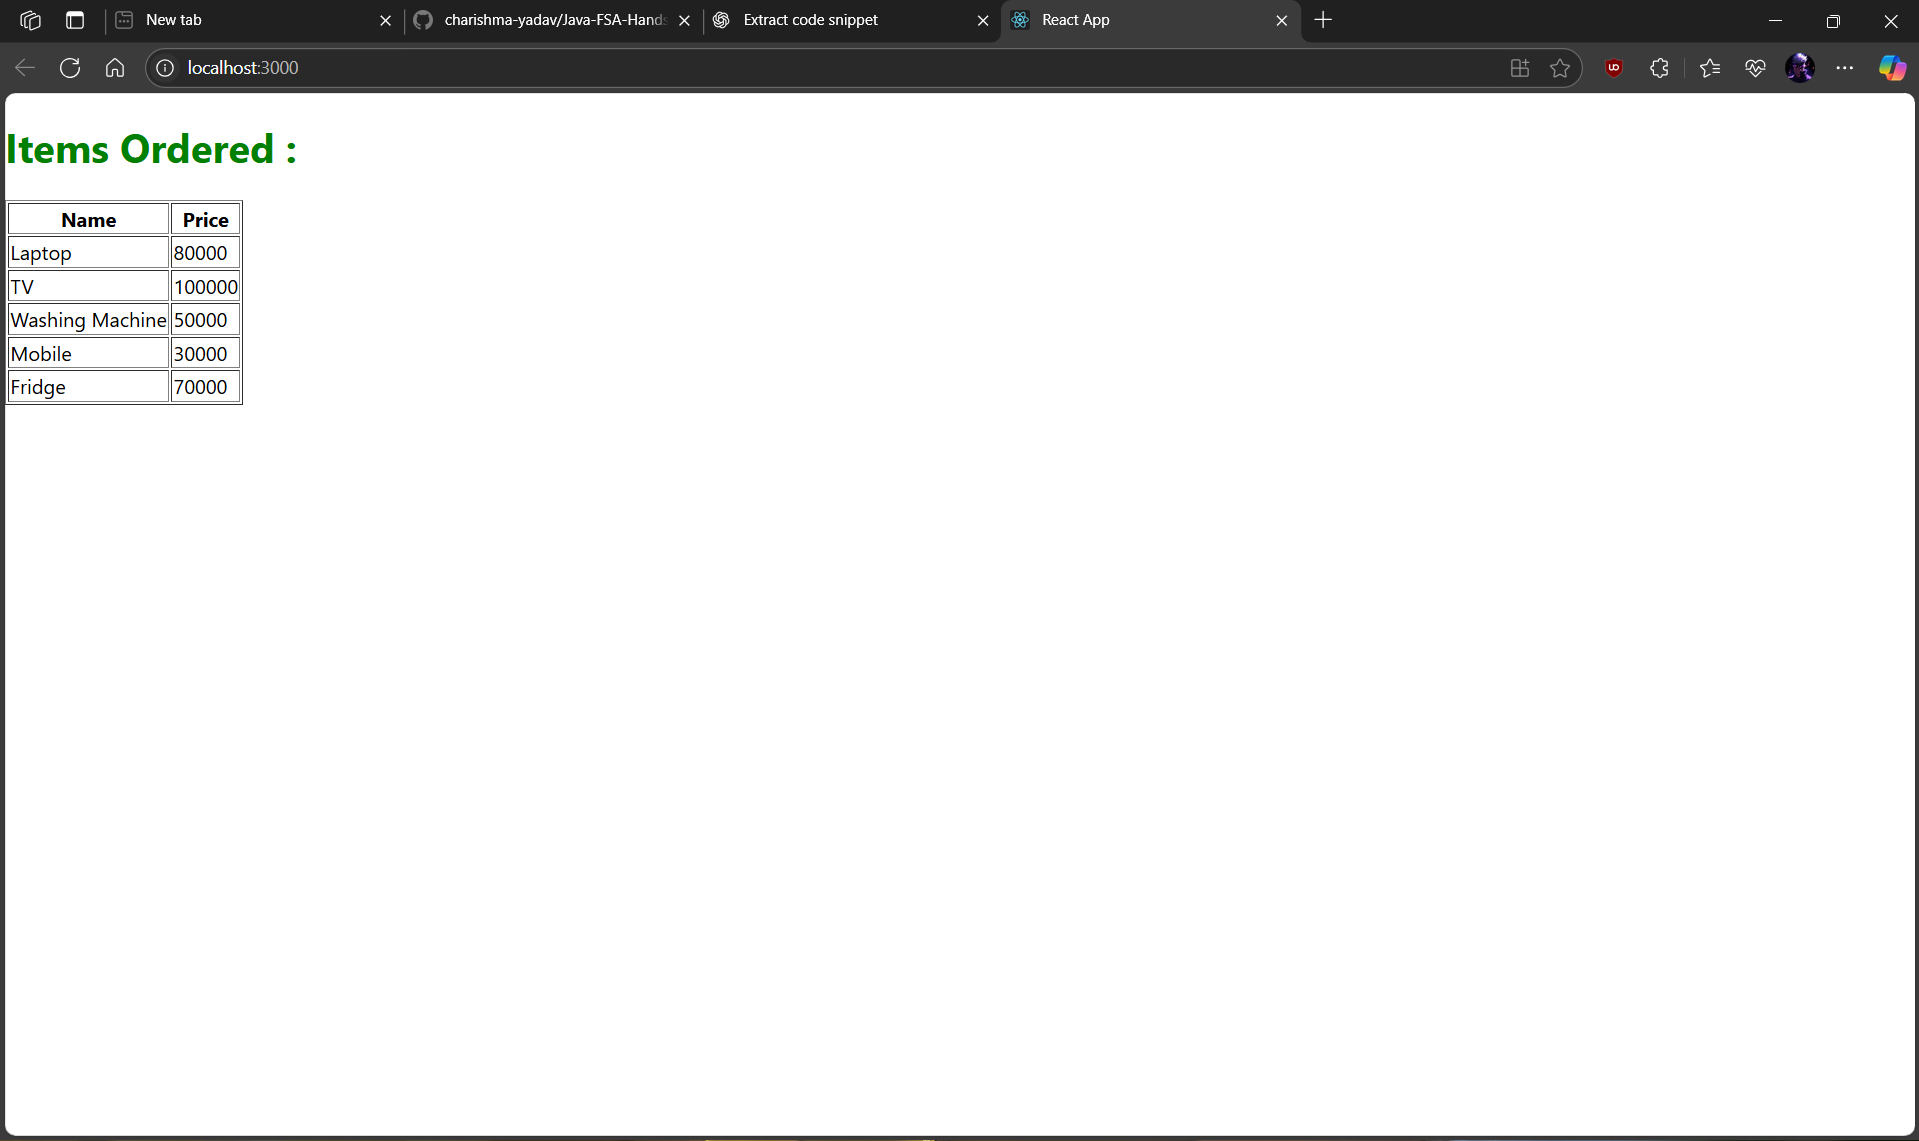 New tab
charishma-yadav/Java-FSA-Hands
Extract code snippet
React App
localhost:3000
Items Ordered :
Name Price
Laptop 80000
TV 100000
Washing Machine 50000
Mobile 30000
Fridge 70000